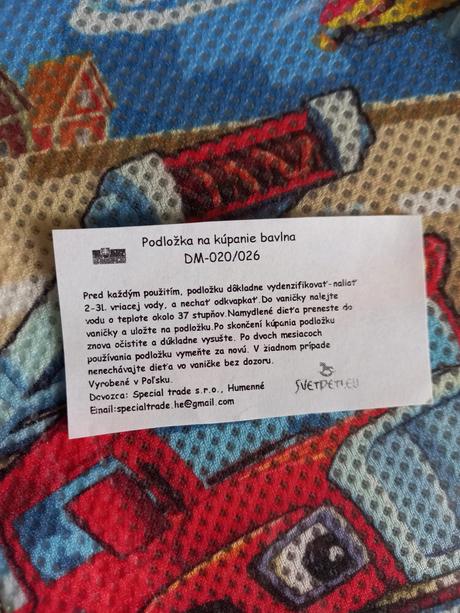 Podložka na kúpanie bavlna
DM-020/026
Pred každým použitím, podložku dôkladne vydenzifikovať-naliať
2-3l. vriacej vody, a nechať odkvapkať.Do vaničky nalejte
vodu o teplote okolo 37 stupňov.Namydlené dieťa preneste do
vaničky a uložte na podložku.Po skončení kúpania podložku
znova očistite a dúkladne vysušte. Po dvoch mesiacoch
používania podložku vymeňte za novú. V žiadnom prípade
nenechávajte dieťa vo vaničke bez dozoru.
Vyrobené v Poľsku.
Dovozca: Special trade s.r.o., Humenné
Email:specialtrade.he@gmail.com
SVETDETI.EU